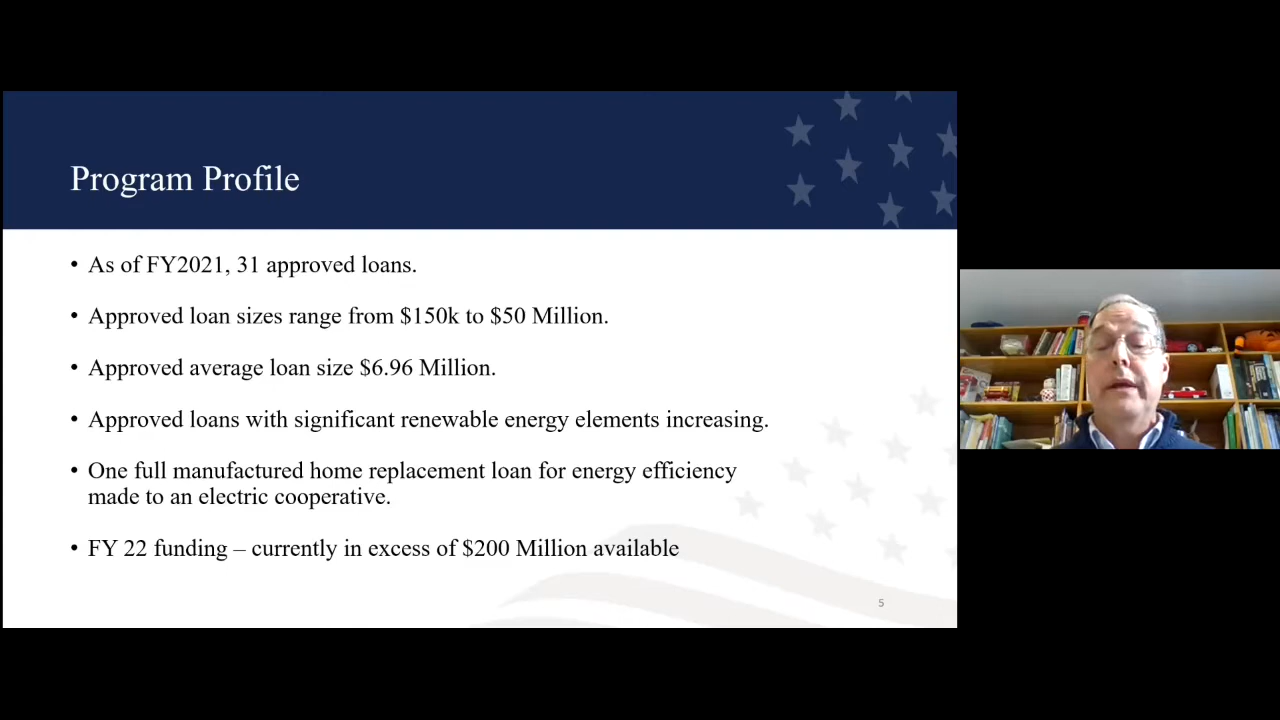 Program Profile
• As of FY2021, 31 approved loans.
• Approved loan sizes range from $150k to $50 Million.
• Approved average loan size $6.96 Million.
• Approved loans with significant renewable energy elements increasing.
• One full manufactured home replacement loan for energy efficiency
made to an electric cooperative.
• FY 22 funding – currently in excess of $200 Million available
5